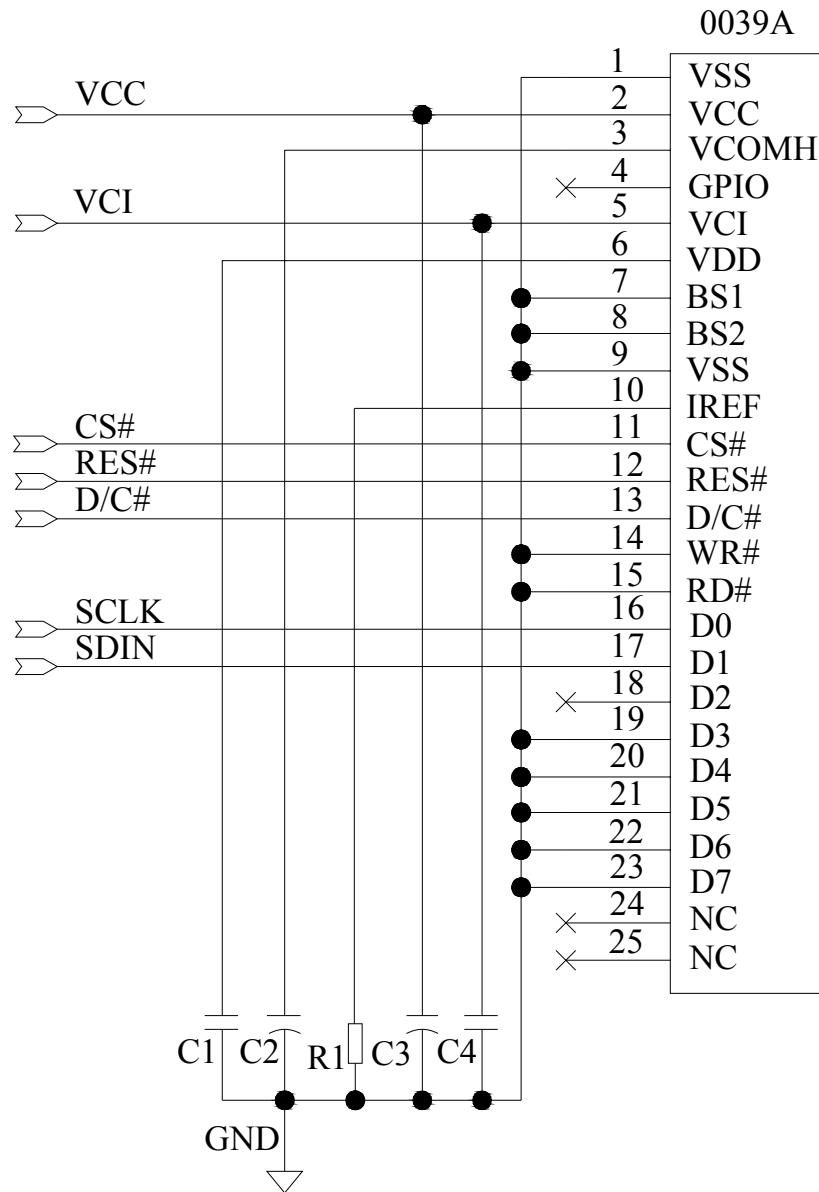 0039A
1 VSS
VCC 2 VCC
3 VCOMH
4 GPIO
VCI 5 VCI
6 VDD
7 BS1
8 BS2
9 VSS
10 IREF
CS# 11 CS#
RES# 12 RES#
D/C# 13 D/C#
14 WR#
15 RD#
SCLK 16 D0
SDIN 17 D1
18 D2
19 D3
20 D4
21 D5
22 D6
23 D7
24 NC
25 NC
C1 C2 R1 C3 C4
GND